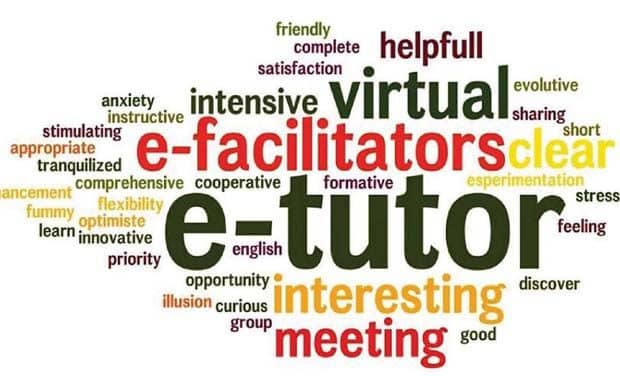 friendly
complete
helpfull
satisfaction
virtual
evolutive
anxiety
intensive
instructive
sharing
stimulating
e-facilitators
clear
short
appropriate
tranquilized
comprehensive
cooperative
formative
esperimentation
ancement
flexibility
e-tutor
stress
fummy
optimiste
learn
innovative
english
feeling
priority
opportunity
interesting
discover
illusion
curious
group
meeting
good